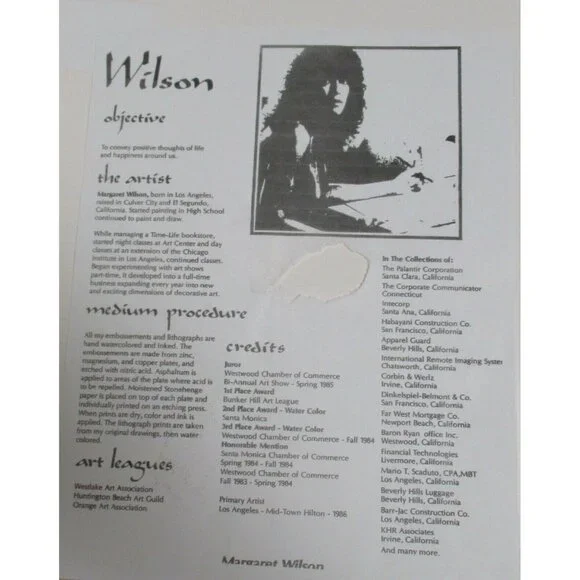 Wilson
objective
To convey positive thoughts of life
and happiness around us.
the artist
Margaret Wilson, born in Los Angeles,
raised in Culver City and El Segundo,
California. Started painting in High School
continued to paint and draw.
While managing a Time-Life bookstore,
started night classes at Art Center and day
classes at an extension of the Chicago
Institute in Los Angeles, continued classes.
Began experimenting with art shows
part-time, it developed into a full-time
business expanding every year into new
and exciting dimensions of decorative art.
medium procedure
All my embossements and lithographs are
hand watercolored and inked. The
embossements are made from zinc,
magnesium, and copper plates, and
etched with nitric acid. Asphaltum is
applied to areas of the plate where acid is
to be repelled. Moistened Stonehenge
paper is placed on top of each plate and
individually printed on an etching press.
When prints are dry, color and ink is
applied. The lithograph prints are taken
from my original drawings, then water
colored.
art leagues
Westlake Art Association
Huntington Beach Art Guild
Orange Art Association
credits
Juror
Westwood Chamber of Commerce
Bi-Annual Art Show - Spring 1985
1st Place Award
Bunker Hill Art League
2nd Place Award - Water Color
Santa Monica
3rd Place Award - Water Color
Westwood Chamber of Commerce - Fall 1984
Honorable Mention
Santa Monica Chamber of Commerce
Spring 1984 - Fall 1984
Westwood Chamber of Commerce
Fall 1983 - Spring 1984
Primary Artist
Los Angeles - Mid-Town Hilton - 1986
In The Collections of:
The Palantir Corporation
Santa Clara, California
The Corporate Communicator
Connecticut
Intecorp
Santa Ana, California
Habayani Construction Co.
San Francisco, California
Apparel Guard
Beverly Hills, California
International Remote Imaging System
Chatsworth, California
Corbin & Wertz
Irvine, California
Dinkelspiel-Belmont & Co.
San Francisco, California
Far West Mortgage Co.
Newport Beach, California
Baron Ryan office Inc.
Westwood, California
Financial Technologies
Livermore, California
Mario T. Scaduto, CPA, MBT
Los Angeles, California
Beverly Hills Luggage
Beverly Hills, California
Barr-Jac Construction Co.
Los Angeles, California
KHR Associates
Irvine, California
And many more.
Margaret Wilson